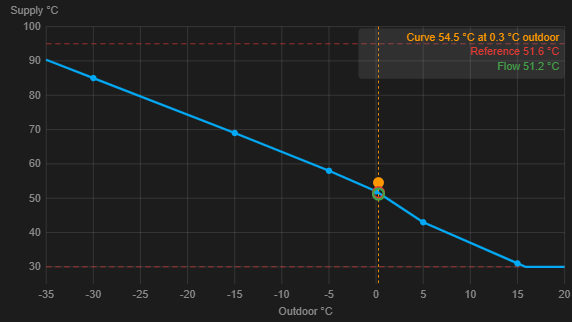 Supply °C
100
Curve 54.5 °C at 0.3 °C outdoor
Reference 51.6 °C
Flow 51.2 °C
90
80
70
60
50
40
30
-35 -30 -25 -20 -15 -10 -5 0 5 10 15 20
Outdoor °C